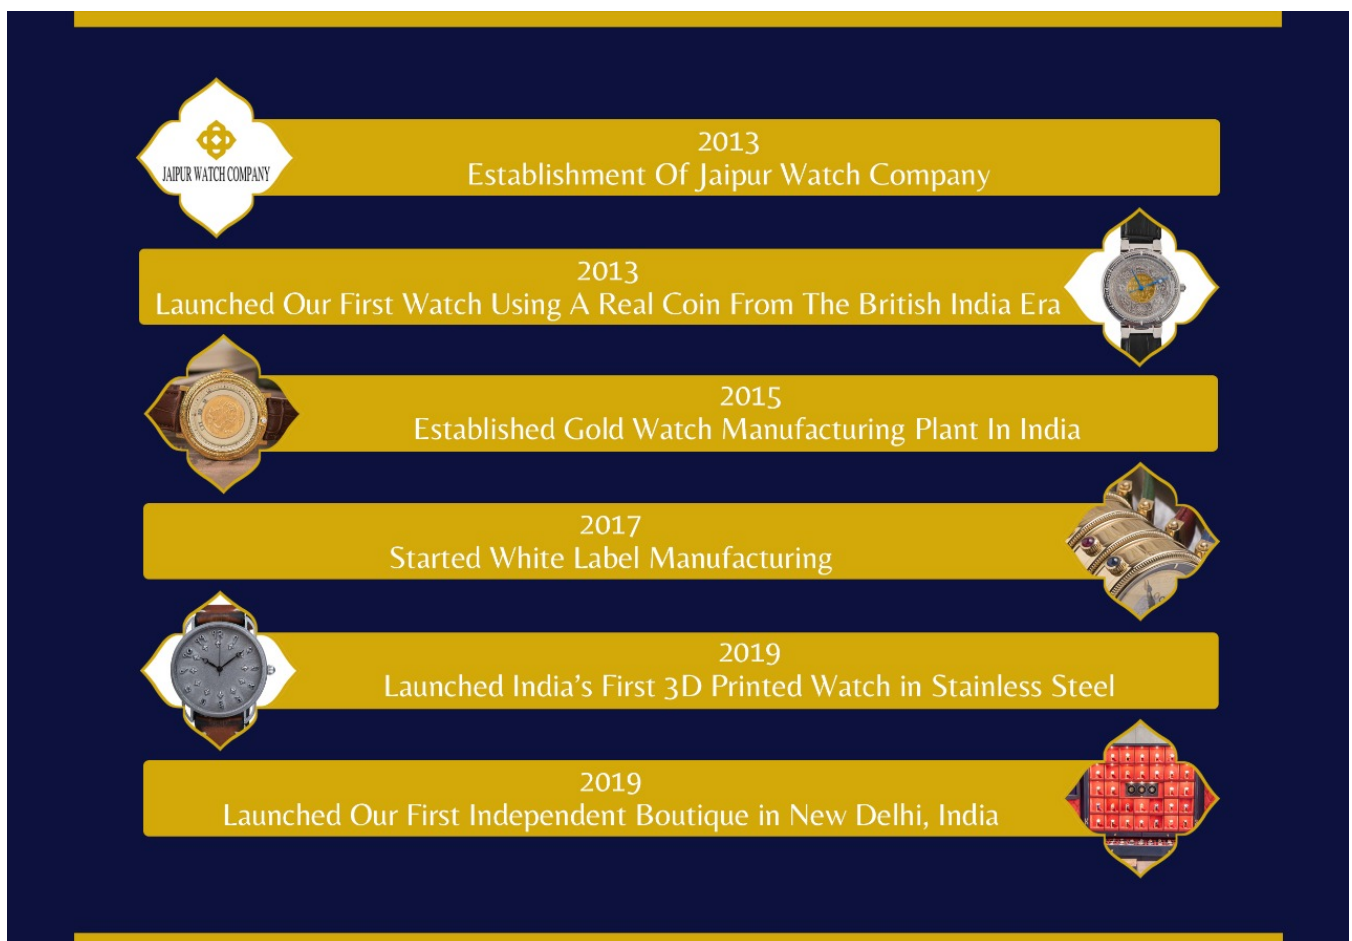 JAIPUR WATCH COMPANY
2013
Establishment Of Jaipur Watch Company
2013
Launched Our First Watch Using A Real Coin From The British India Era
2015
Established Gold Watch Manufacturing Plant In India
2017
Started White Label Manufacturing
2019
Launched India’s First 3D Printed Watch in Stainless Steel
2019
Launched Our First Independent Boutique in New Delhi, India